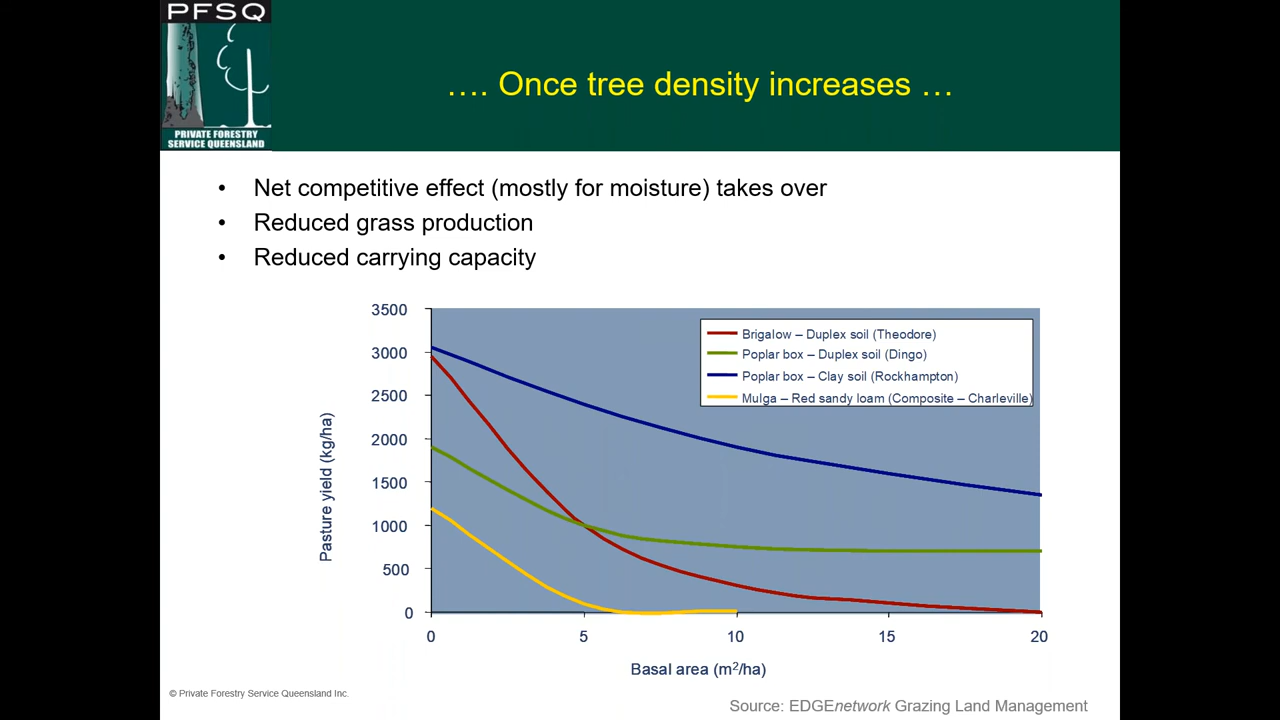 PFSQ
PRIVATE FORESTRY
SERVICE QUEENSLAND
…. Once tree density increases …
• Net competitive effect (mostly for moisture) takes over
• Reduced grass production
• Reduced carrying capacity
3500
3000
2500
2000
1500
1000
500
0
Pasture yield (kg/ha)
Brigalow – Duplex soil (Theodore)
Poplar box – Duplex soil (Dingo)
Poplar box – Clay soil (Rockhampton)
Mulga – Red sandy loam (Composite – Charleville)
0 5 10 15 20
Basal area (m²/ha)
© Private Forestry Service Queensland Inc.
Source: EDGEnetwork Grazing Land Management